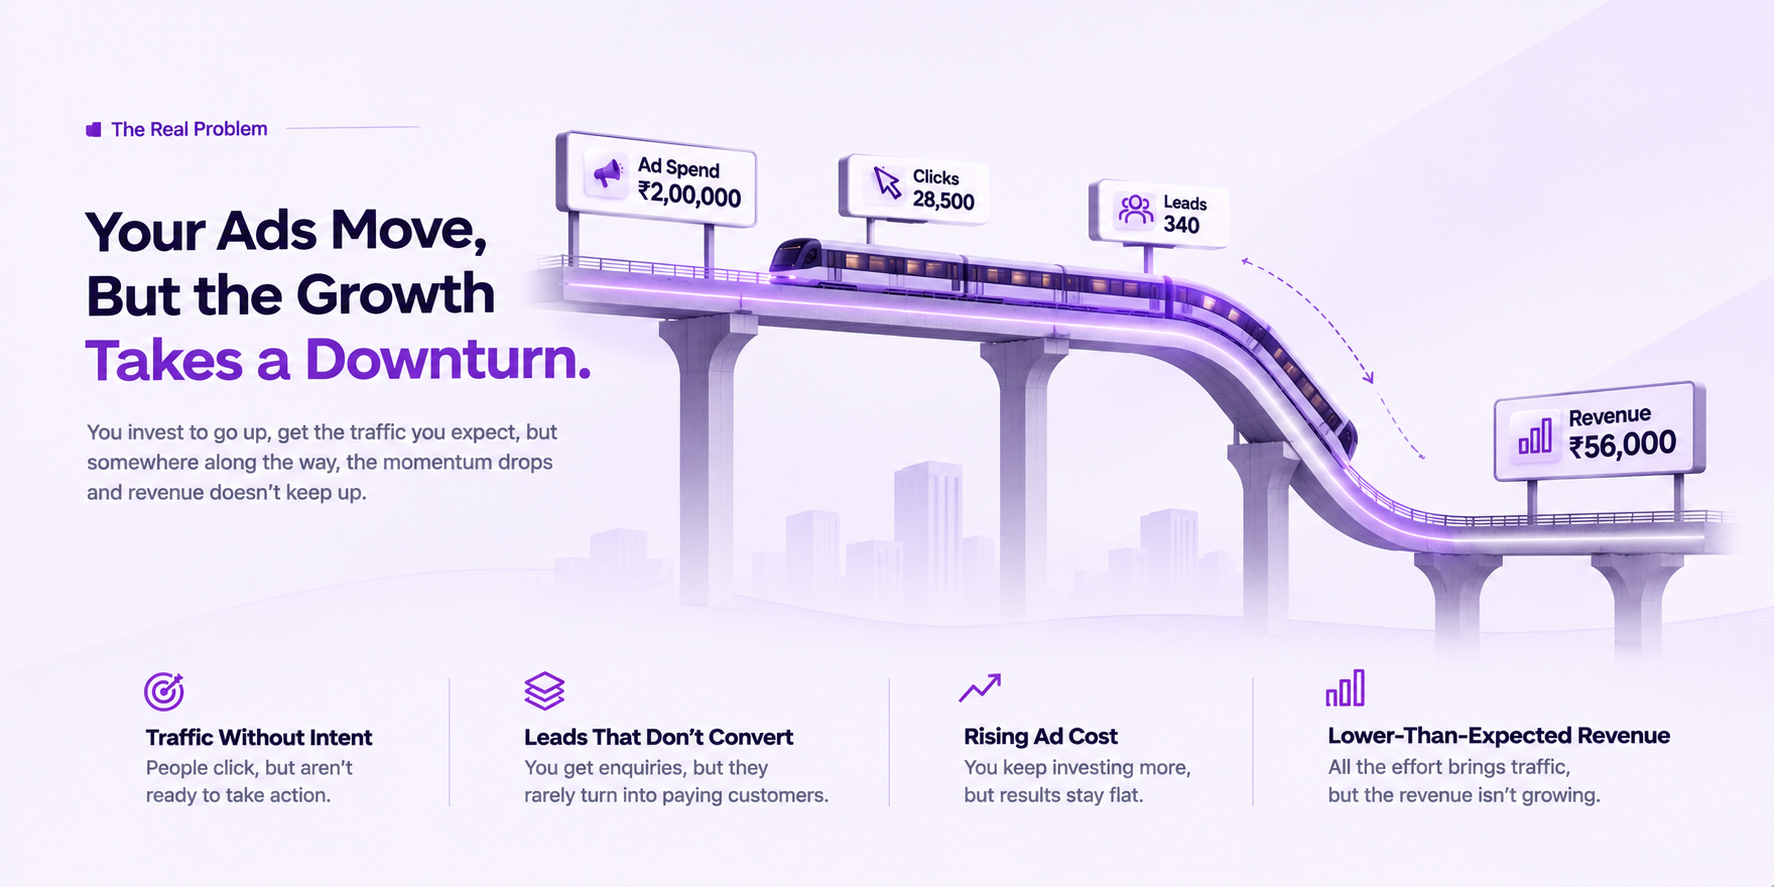 The Real Problem
Your Ads Move,
But the Growth
Takes a Downturn.
You invest to go up, get the traffic you expect, but
somewhere along the way, the momentum drops
and revenue doesn’t keep up.
Ad Spend
₹2,00,000
Clicks
28,500
Leads
340
Revenue
₹56,000
Traffic Without Intent
People click, but aren’t
ready to take action.
Leads That Don’t Convert
You get enquiries, but they
rarely turn into paying customers.
Rising Ad Cost
You keep investing more,
but results stay flat.
Lower-Than-Expected Revenue
All the effort brings traffic,
but the revenue isn’t growing.